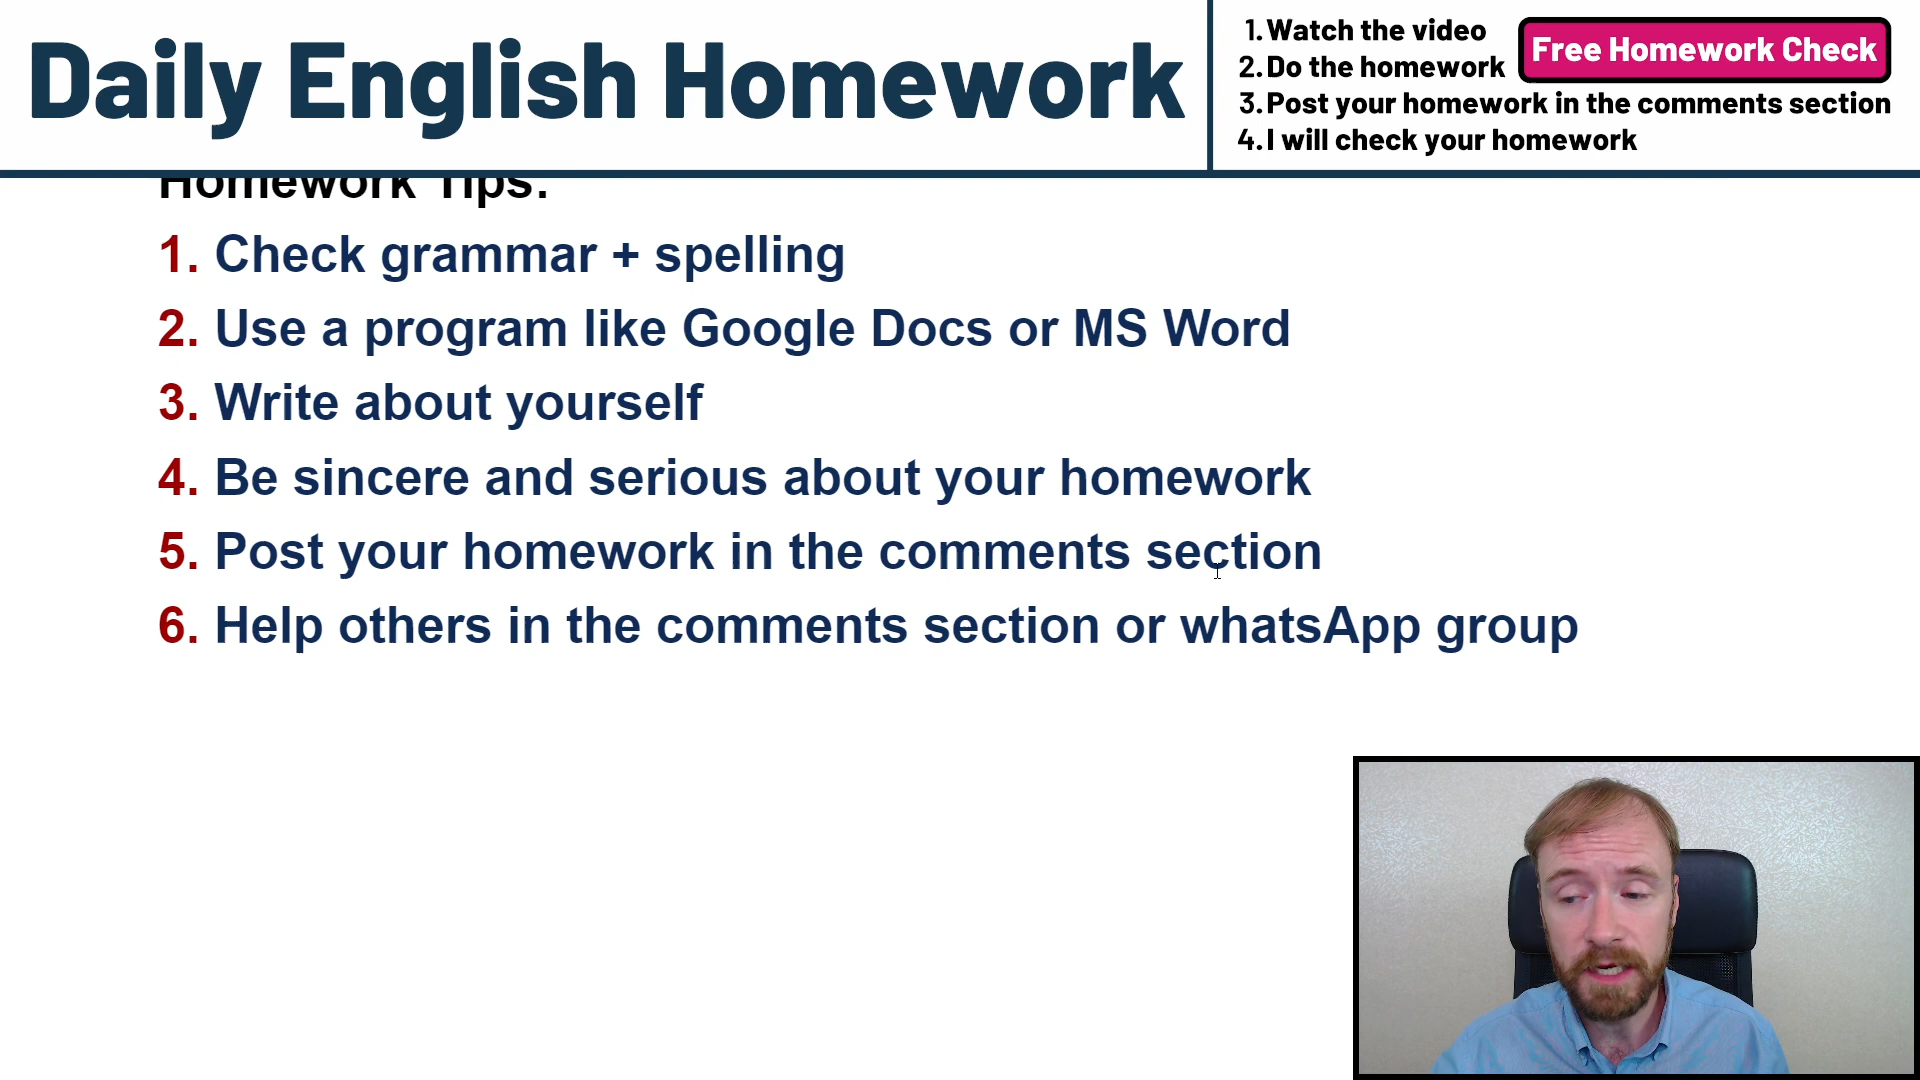 Daily English Homework
1. Watch the video
2. Do the homework
Free Homework Check
3. Post your homework in the comments section
4. I will check your homework
Homework Tips:
1. Check grammar + spelling
2. Use a program like Google Docs or MS Word
3. Write about yourself
4. Be sincere and serious about your homework
5. Post your homework in the comments section
6. Help others in the comments section or whatsApp group